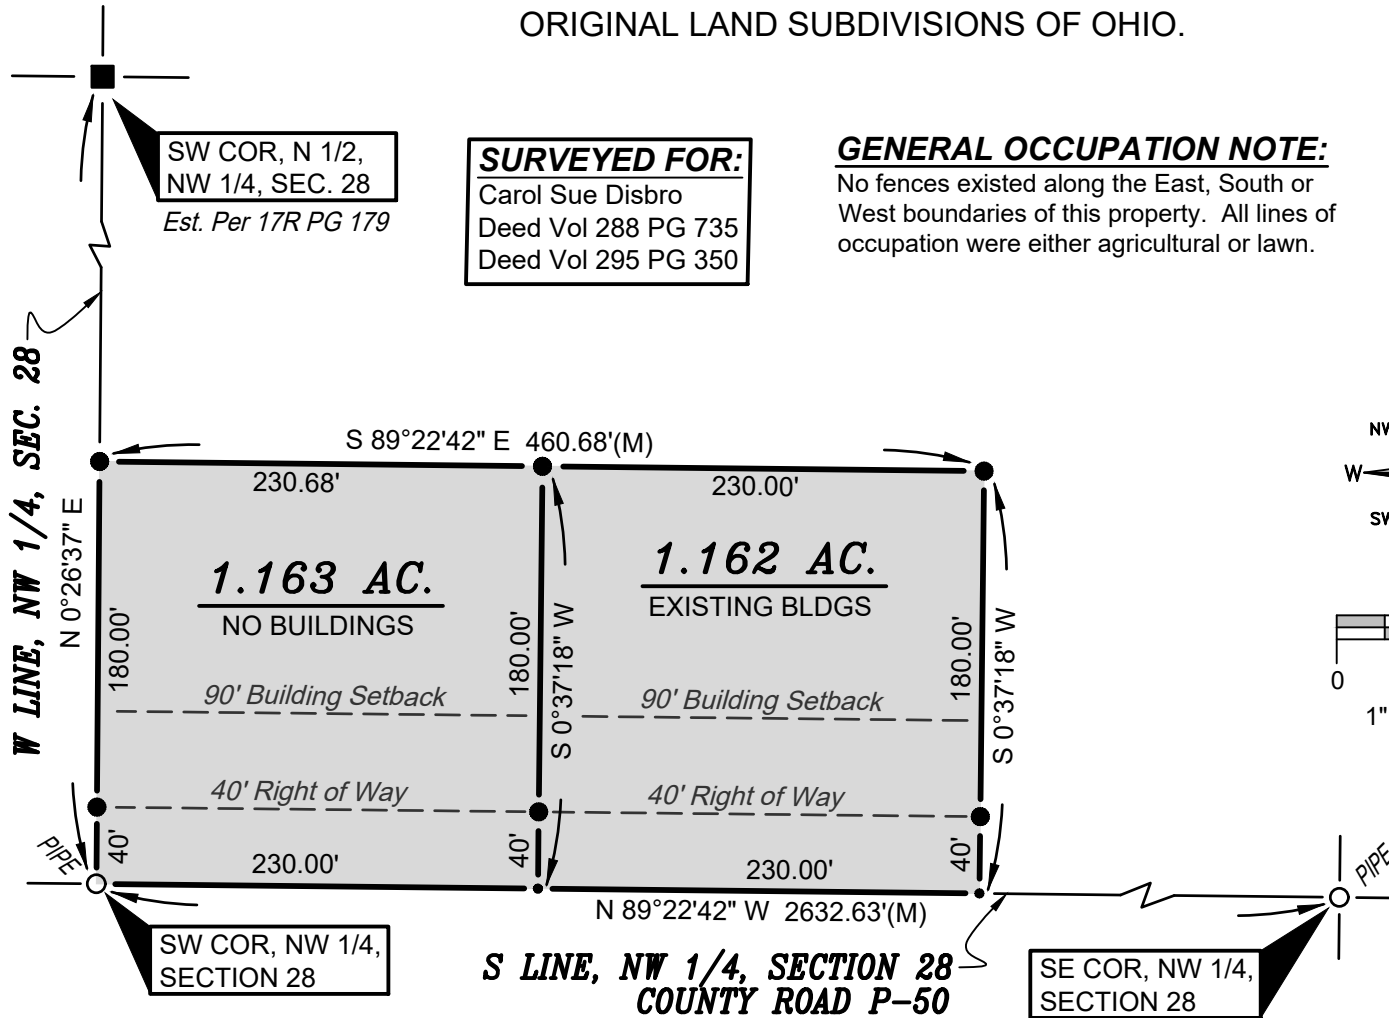 ORIGINAL LAND SUBDIVISIONS OF OHIO.
SW COR, N 1/2,
NW 1/4, SEC. 28
Est. Per 17R PG 179
SURVEYED FOR:
Carol Sue Disbro
Deed Vol 288 PG 735
Deed Vol 295 PG 350
GENERAL OCCUPATION NOTE:
No fences existed along the East, South or
West boundaries of this property. All lines of
occupation were either agricultural or lawn.
W LINE, NW 1/4, SEC. 28
N 0°26'37" E
S 89°22'42" E 460.68'(M)
230.68'
230.00'
NW
W
SW
1.163 AC.
NO BUILDINGS
1.162 AC.
EXISTING BLDGS
180.00'
180.00'
S 0°37'18" W
180.00'
S 0°37'18" W
90' Building Setback
90' Building Setback
0
1"
40' Right of Way
40' Right of Way
PIPE
40'
230.00'
40'
230.00'
40'
PIPE
N 89°22'42" W 2632.63'(M)
SW COR, NW 1/4,
SECTION 28
S LINE, NW 1/4, SECTION 28
COUNTY ROAD P-50
SE COR, NW 1/4,
SECTION 28